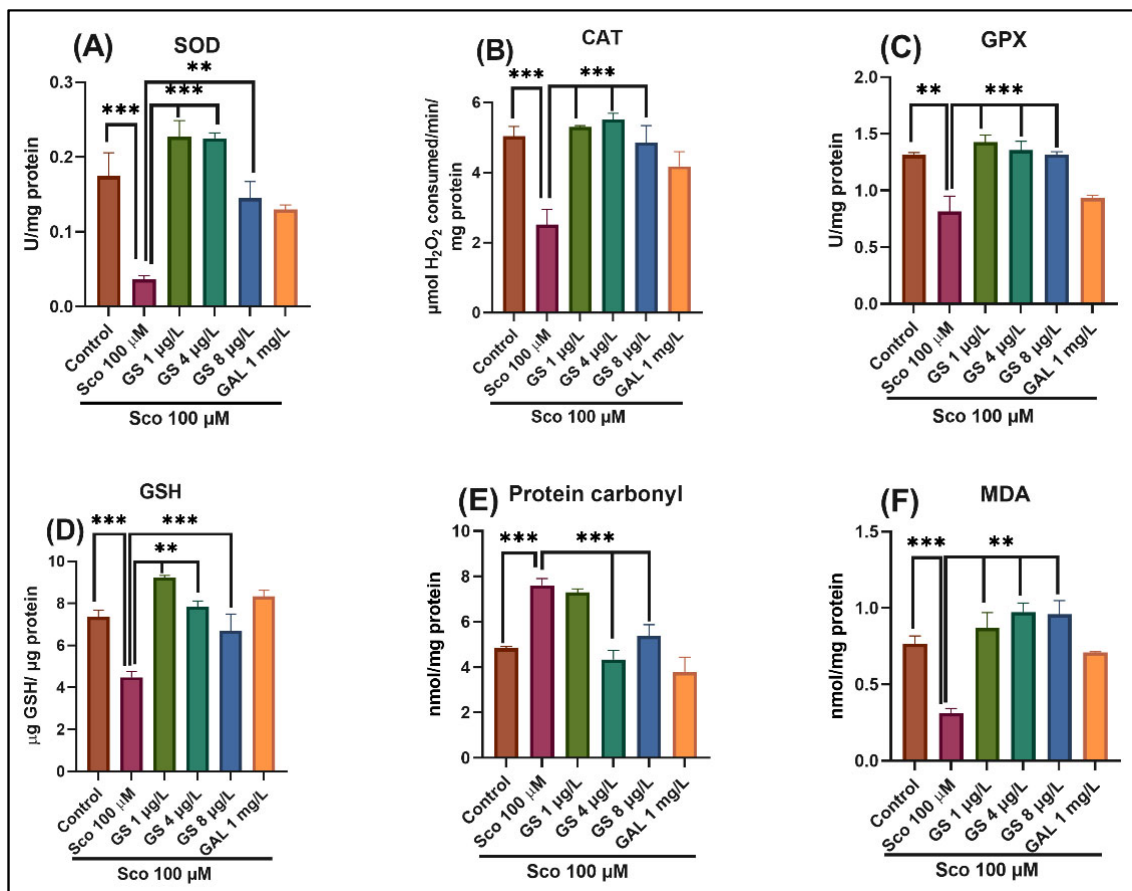 (A)
SOD
**
***
***
U/mg protein
0.3
0.2
0.1
0.0
Control
Sco 100 μM
GS 1 μg/L
GS 4 μg/L
GS 8 μg/L
GAL 1 mg/L
Sco 100 μM
(B)
CAT
***
***
μmol H₂O₂ consumed/min/
mg protein
6
4
2
0
Control
Sco 100 μM
GS 1 μg/L
GS 4 μg/L
GS 8 μg/L
GAL 1 mg/L
Sco 100 μM
(C)
GPX
**
***
U/mg protein
2.0
1.5
1.0
0.5
0.0
Control
Sco 100 μM
GS 1 μg/L
GS 4 μg/L
GS 8 μg/L
GAL 1 mg/L
Sco 100 μM
GSH
(D)
***
***
**
μg GSH/ μg protein
10
8
6
4
2
0
Control
Sco 100 μM
GS 1 μg/L
GS 4 μg/L
GS 8 μg/L
GAL 1 mg/L
Sco 100 μM
(E)
Protein carbonyl
***
***
nmol/mg protein
10
8
6
4
2
0
Control
Sco 100 μM
GS 1 μg/L
GS 4 μg/L
GS 8 μg/L
GAL 1 mg/L
Sco 100 μM
(F)
MDA
***
**
nmol/mg protein
1.5
1.0
0.5
0.0
Control
Sco 100 μM
GS 1 μg/L
GS 4 μg/L
GS 8 μg/L
GAL 1 mg/L
Sco 100 μM